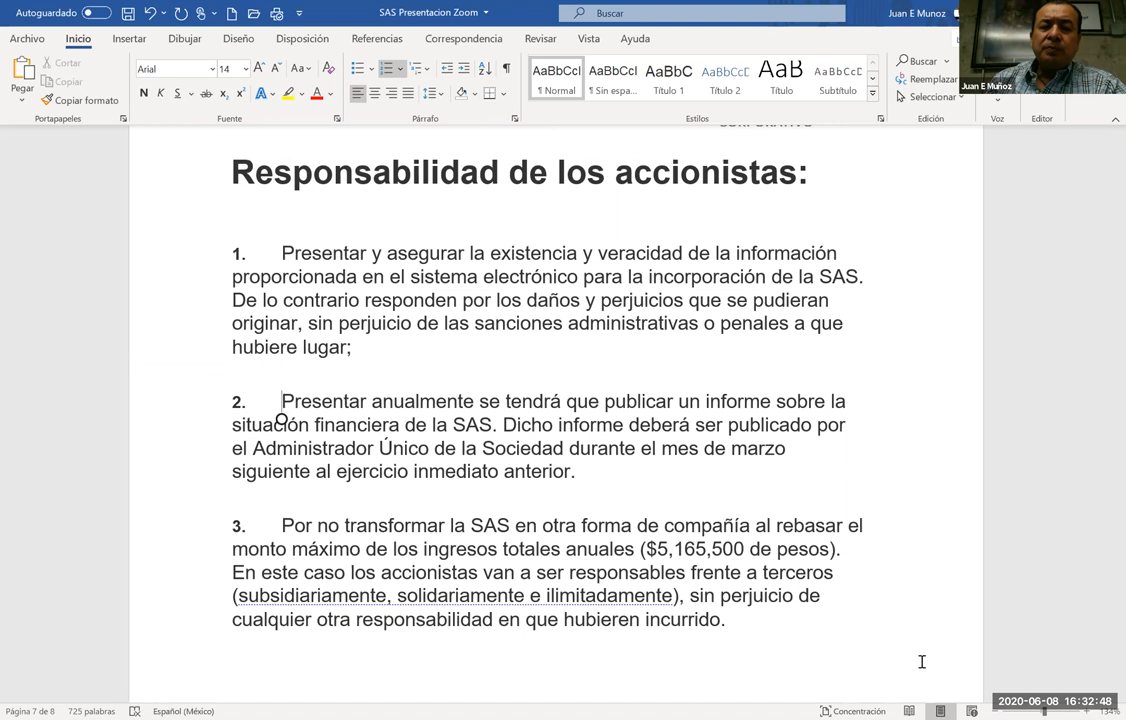 Autoguardado
SAS Presentacion Zoom
Buscar
Juan E Munoz
Archivo Inicio Insertar Dibujar Diseño Disposición Referencias Correspondencia Revisar Vista Ayuda
Pegar
Cortar
Copiar
Copiar formato
Portapapeles
Arial 14
N K S ab x₂ x²
Fuente
Párrafo
AaBbCcI AaBbCcI AaBbC AaBbCcD AaB AaBbCcD
¶ Normal ¶ Sin espa... Título 1 Título 2 Título Subtítulo
Estilos
Buscar
Reemplazar
Seleccionar
Edición
Voz
Editor
Juan E Muñoz
Responsabilidad de los accionistas:
1. Presentar y asegurar la existencia y veracidad de la información
proporcionada en el sistema electrónico para la incorporación de la SAS.
De lo contrario responden por los daños y perjuicios que se pudieran
originar, sin perjuicio de las sanciones administrativas o penales a que
hubiere lugar;
2. Presentar anualmente se tendrá que publicar un informe sobre la
situación financiera de la SAS. Dicho informe deberá ser publicado por
el Administrador Único de la Sociedad durante el mes de marzo
siguiente al ejercicio inmediato anterior.
3. Por no transformar la SAS en otra forma de compañía al rebasar el
monto máximo de los ingresos totales anuales ($5,165,500 de pesos).
En este caso los accionistas van a ser responsables frente a terceros
(subsidiariamente, solidariamente e ilimitadamente), sin perjuicio de
cualquier otra responsabilidad en que hubieren incurrido.
Página 7 de 8 725 palabras Español (México)
Concentración
134%
2020-06-08 16:32:48